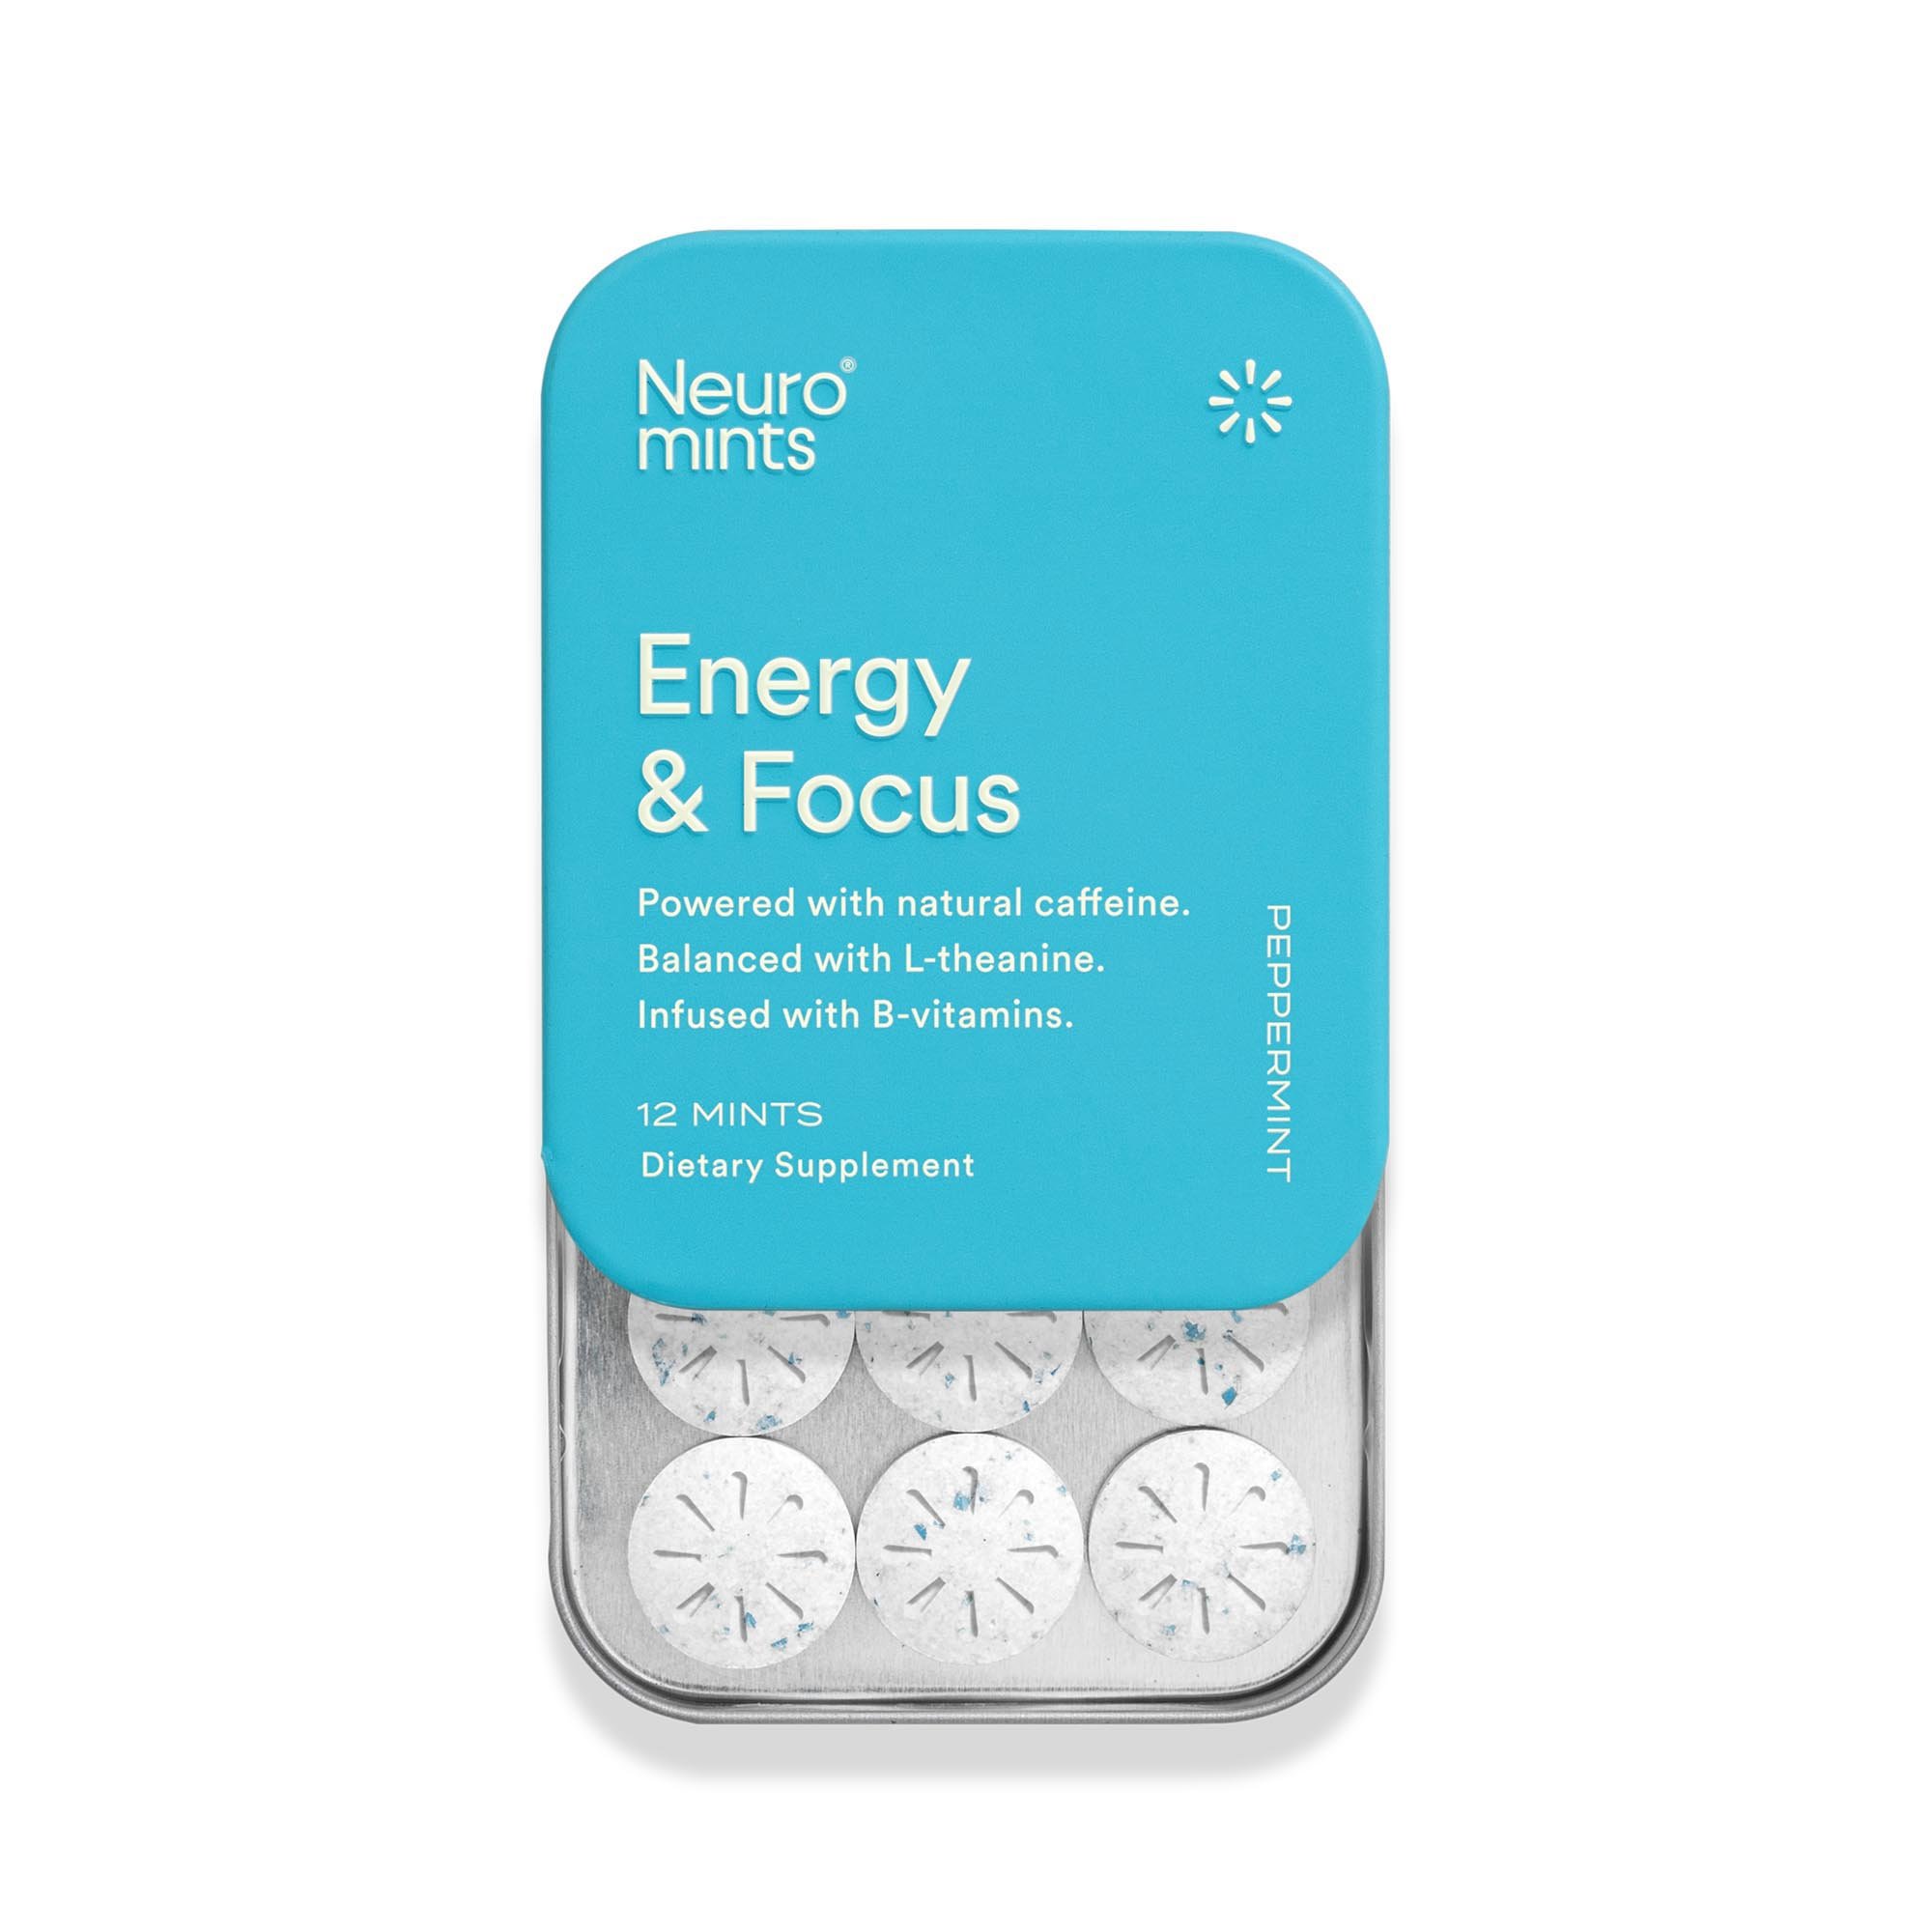 Neuro®
mints
Energy
& Focus
Powered with natural caffeine.
Balanced with L-theanine.
Infused with B-vitamins.
12 MINTS
Dietary Supplement
PEPPERMINT